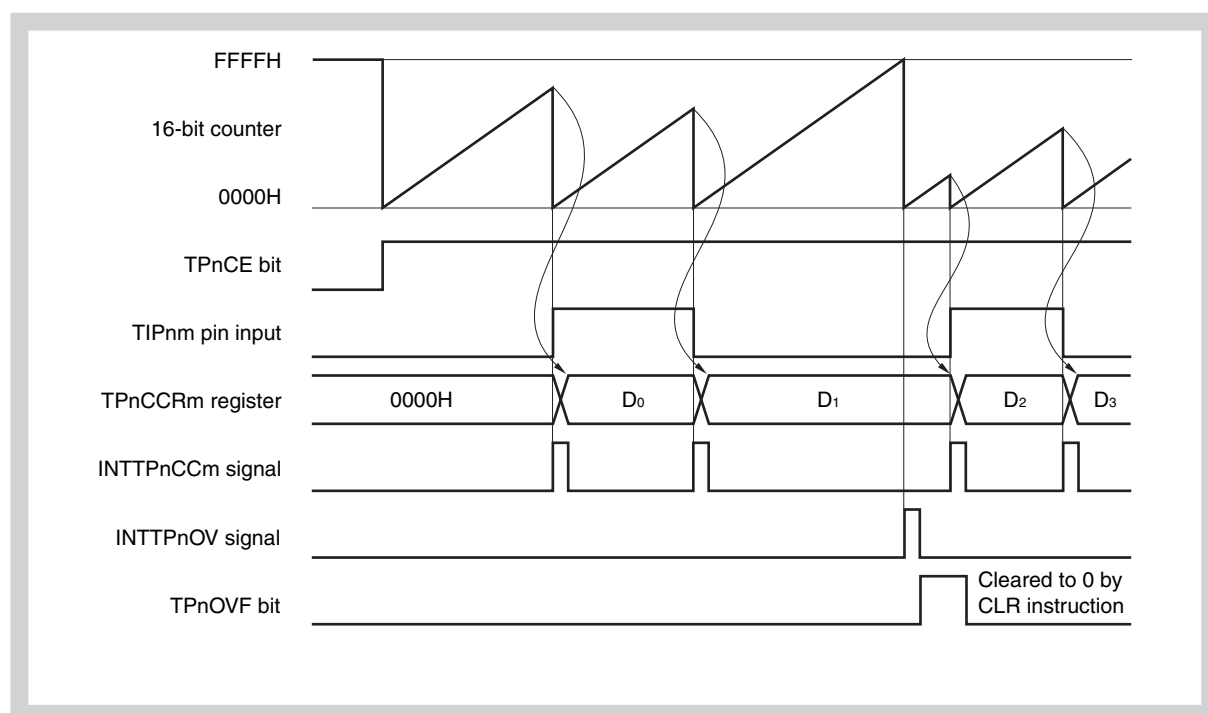 FFFFH
16-bit counter
0000H
TPnCE bit
TIPnm pin input
TPnCCRm register
0000H
D0
D1
D2
D3
INTTPnCCm signal
INTTPnOV signal
TPnOVF bit
Cleared to 0 by
CLR instruction